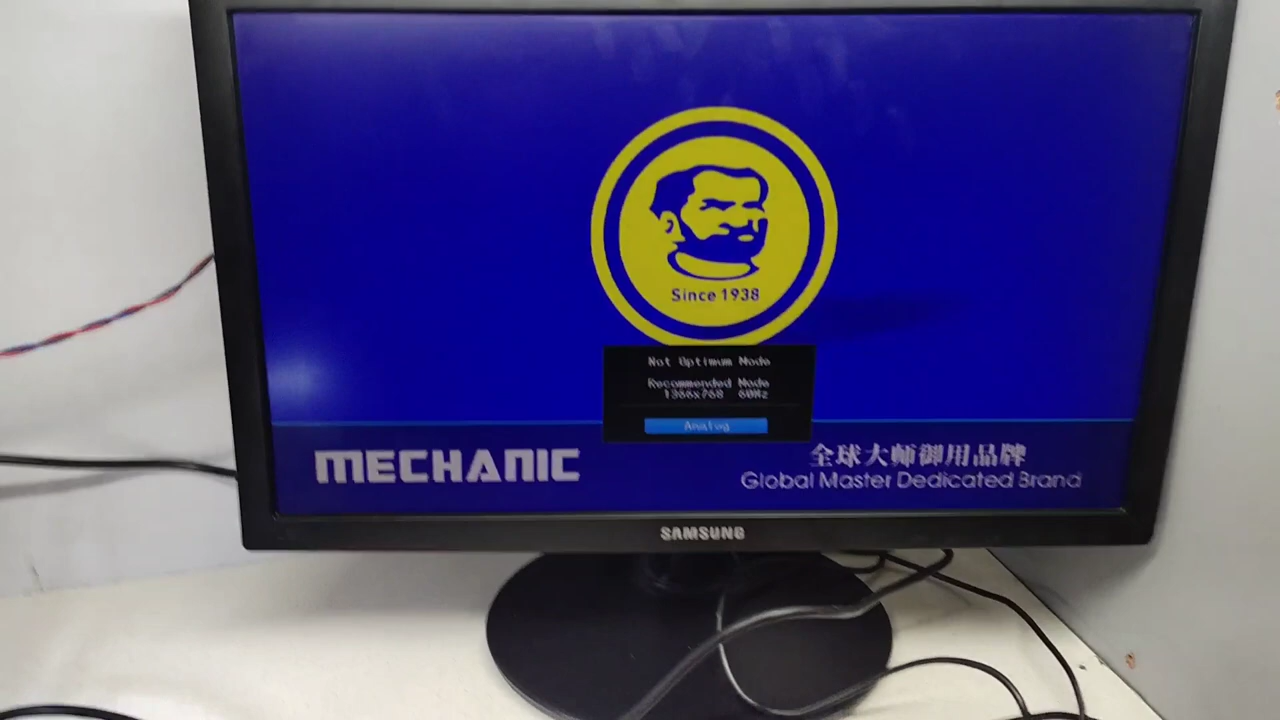 Since 1938
Not Optimum Mode
Recommended Mode
1366x768 60Hz
Analog
MECHANIC
全球大师御用品牌
Global Master Dedicated Brand
SAMSUNG